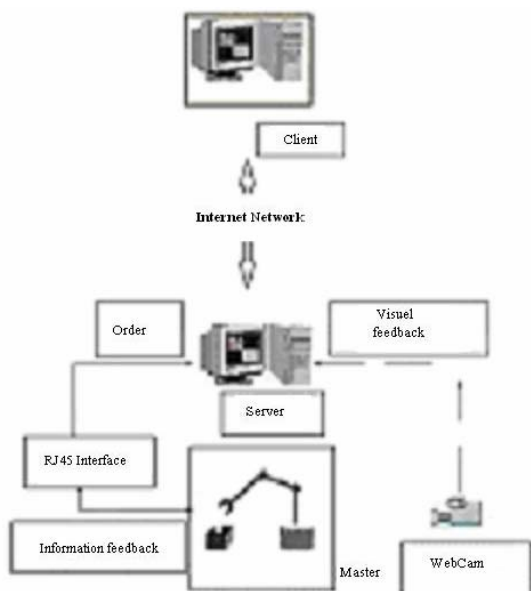 Client
Internet Network
Order
Visuel
feedback
Server
RJ45 Interface
Information feedback
Master
WebCam